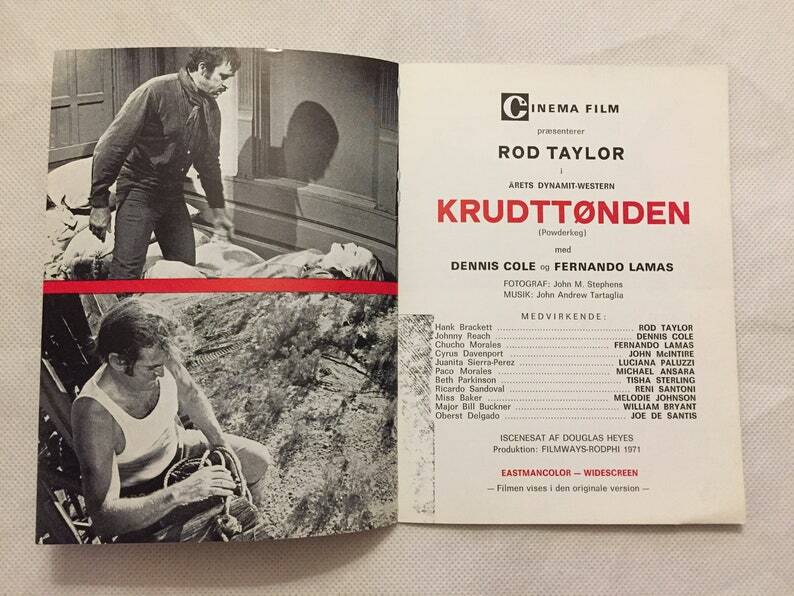 CINEMA FILM
præsenterer
ROD TAYLOR
i
ÅRETS DYNAMIT-WESTERN
KRUDTTØNDEN
(Powderkeg)
med
DENNIS COLE og FERNANDO LAMAS
FOTOGRAF: John M. Stephens
MUSIK: John Andrew Tartaglia
MEDVIRKENDE:
Hank Brackett ROD TAYLOR
Johnny Reach DENNIS COLE
Chucho Morales FERNANDO LAMAS
Cyrus Davenport JOHN McINTIRE
Juanita Sierra-Perez LUCIANA PALUZZI
Paco Morales MICHAEL ANSARA
Beth Parkinson TISHA STERLING
Ricardo Sandoval RENI SANTONI
Miss Baker MELODIE JOHNSON
Major Bill Buckner WILLIAM BRYANT
Oberst Delgado JOE DE SANTIS
ISCENESAT AF DOUGLAS HEYES
Produktion: FILMWAYS-RODPHI 1971
EASTMANCOLOR — WIDESCREEN
— Filmen vises i den originale version —